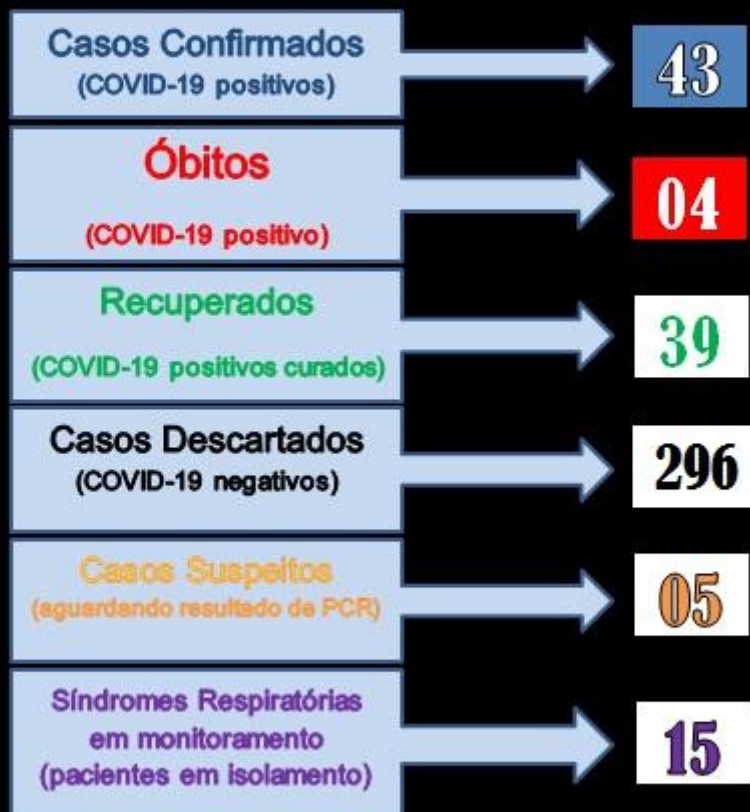 Casos Confirmados
(COVID-19 positivos)
43
Óbitos
(COVID-19 positivo)
04
Recuperados
(COVID-19 positivos curados)
39
Casos Descartados
(COVID-19 negativos)
296
Casos Suspeitos
(aguardando resultado de PCR)
05
Síndromes Respiratórias
em monitoramento
(pacientes em isolamento)
15